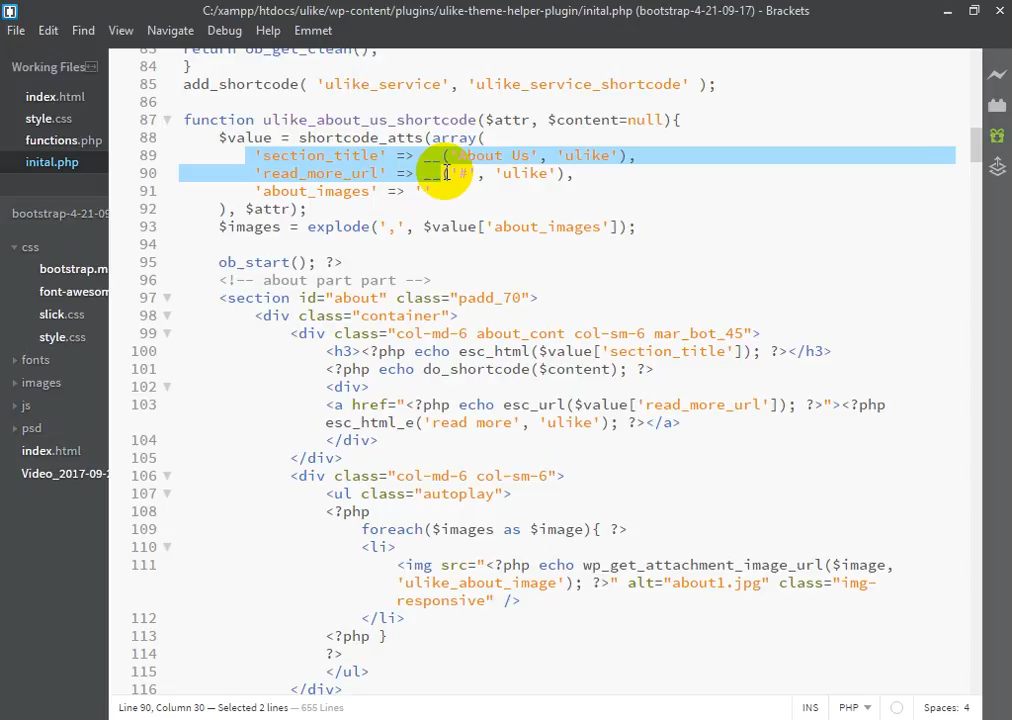 C:/xampp/htdocs/ulike/wp-content/plugins/ulike-theme-helper-plugin/inital.php (bootstrap-4-21-09-17) - Brackets
File Edit Find View Navigate Debug Help Emmet
Working Files
index.html
style.css
functions.php
inital.php
bootstrap-4-21-09
css
bootstrap.m
font-awesom
slick.css
style.css
fonts
images
js
psd
index.html
Video_2017-09-2
83 return ob_get_clean();
84 }
85 add_shortcode( 'ulike_service', 'ulike_service_shortcode' );
86
87 function ulike_about_us_shortcode($attr, $content=null){
88 $value = shortcode_atts(array(
89 'section_title' => __('About Us', 'ulike'),
90 'read_more_url' => __('#', 'ulike'),
91 'about_images' => ''
92 ), $attr);
93 $images = explode(',', $value['about_images']);
94
95 ob_start(); ?>
96 <!-- about part part -->
97 <section id="about" class="padd_70">
98 <div class="container">
99 <div class="col-md-6 about_cont col-sm-6 mar_bot_45">
100 <h3><?php echo esc_html($value['section_title']); ?></h3>
101 <?php echo do_shortcode($content); ?>
102 <div>
103 <a href="<?php echo esc_url($value['read_more_url']); ?>"><?php
esc_html_e('read more', 'ulike'); ?></a>
104 </div>
105 </div>
106 <div class="col-md-6 col-sm-6">
107 <ul class="autoplay">
108 <?php
109 foreach($images as $image){ ?>
110 <li>
111 <img src="<?php echo wp_get_attachment_image_url($image,
'ulike_about_image'); ?>" alt="about1.jpg" class="img-
responsive" />
112 </li>
113 <?php }
114 ?>
115 </ul>
116 </div>
Line 90, Column 30 — Selected 2 lines — 655 Lines
INS PHP Spaces: 4